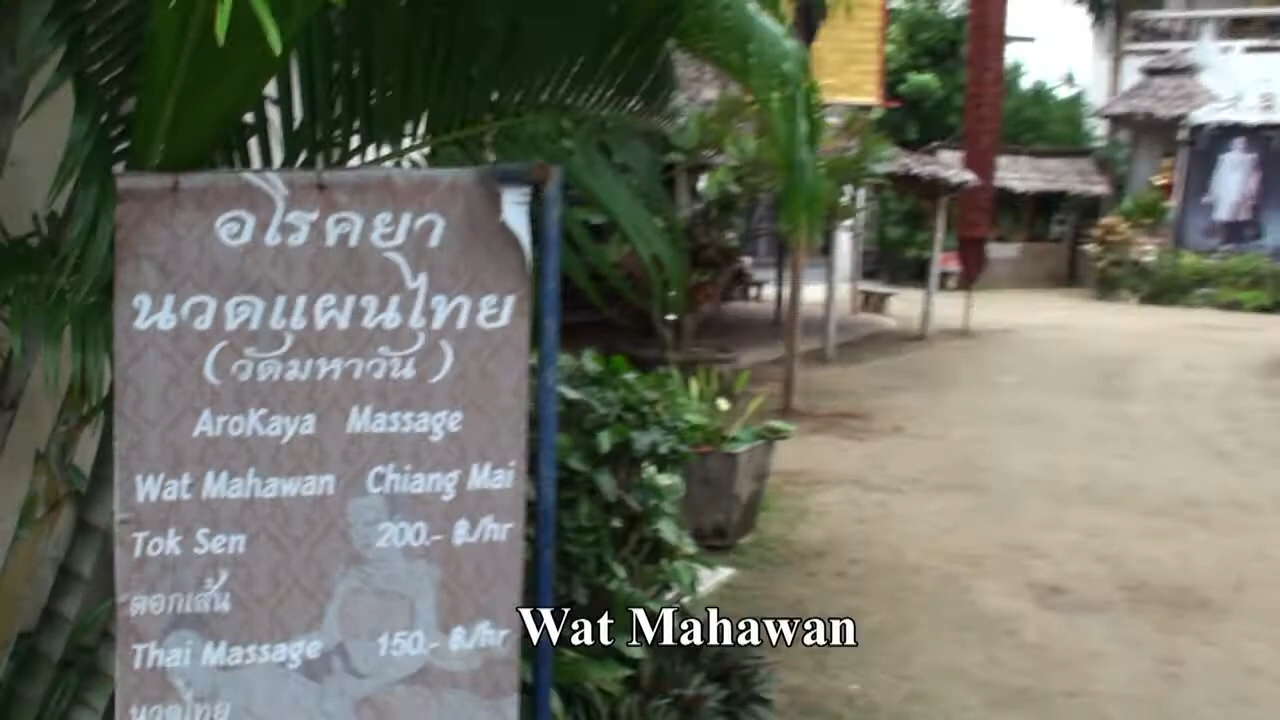 อโรคยา
นวดแผนไทย
(วัดมหาวัน)
AroKaya Massage
Wat Mahawan Chiang Mai
Tok Sen 200.- ฿/hr
ตอกเส้น
Thai Massage 150.- ฿/hr
นวดไทย
Wat Mahawan